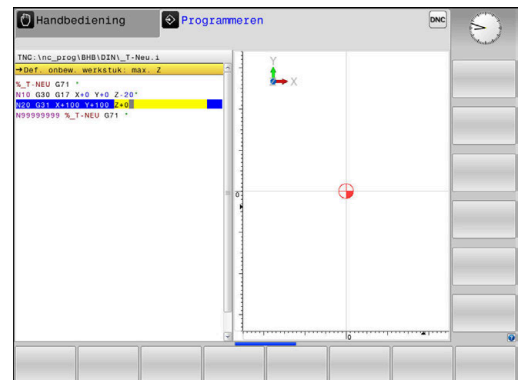 Handbediening
Programmeren
DNC
TNC:\nc_prog\BHB\DIN\_T-Neu.i
→Def. onbew. werkstuk: max. Z
%_T-NEU G71 *
N10 G30 G17 X+0 Y+0 Z-20*
N20 G31 X+100 Y+100 Z+0
N99999999 %_T-NEU G71 *
Y
X
0
0